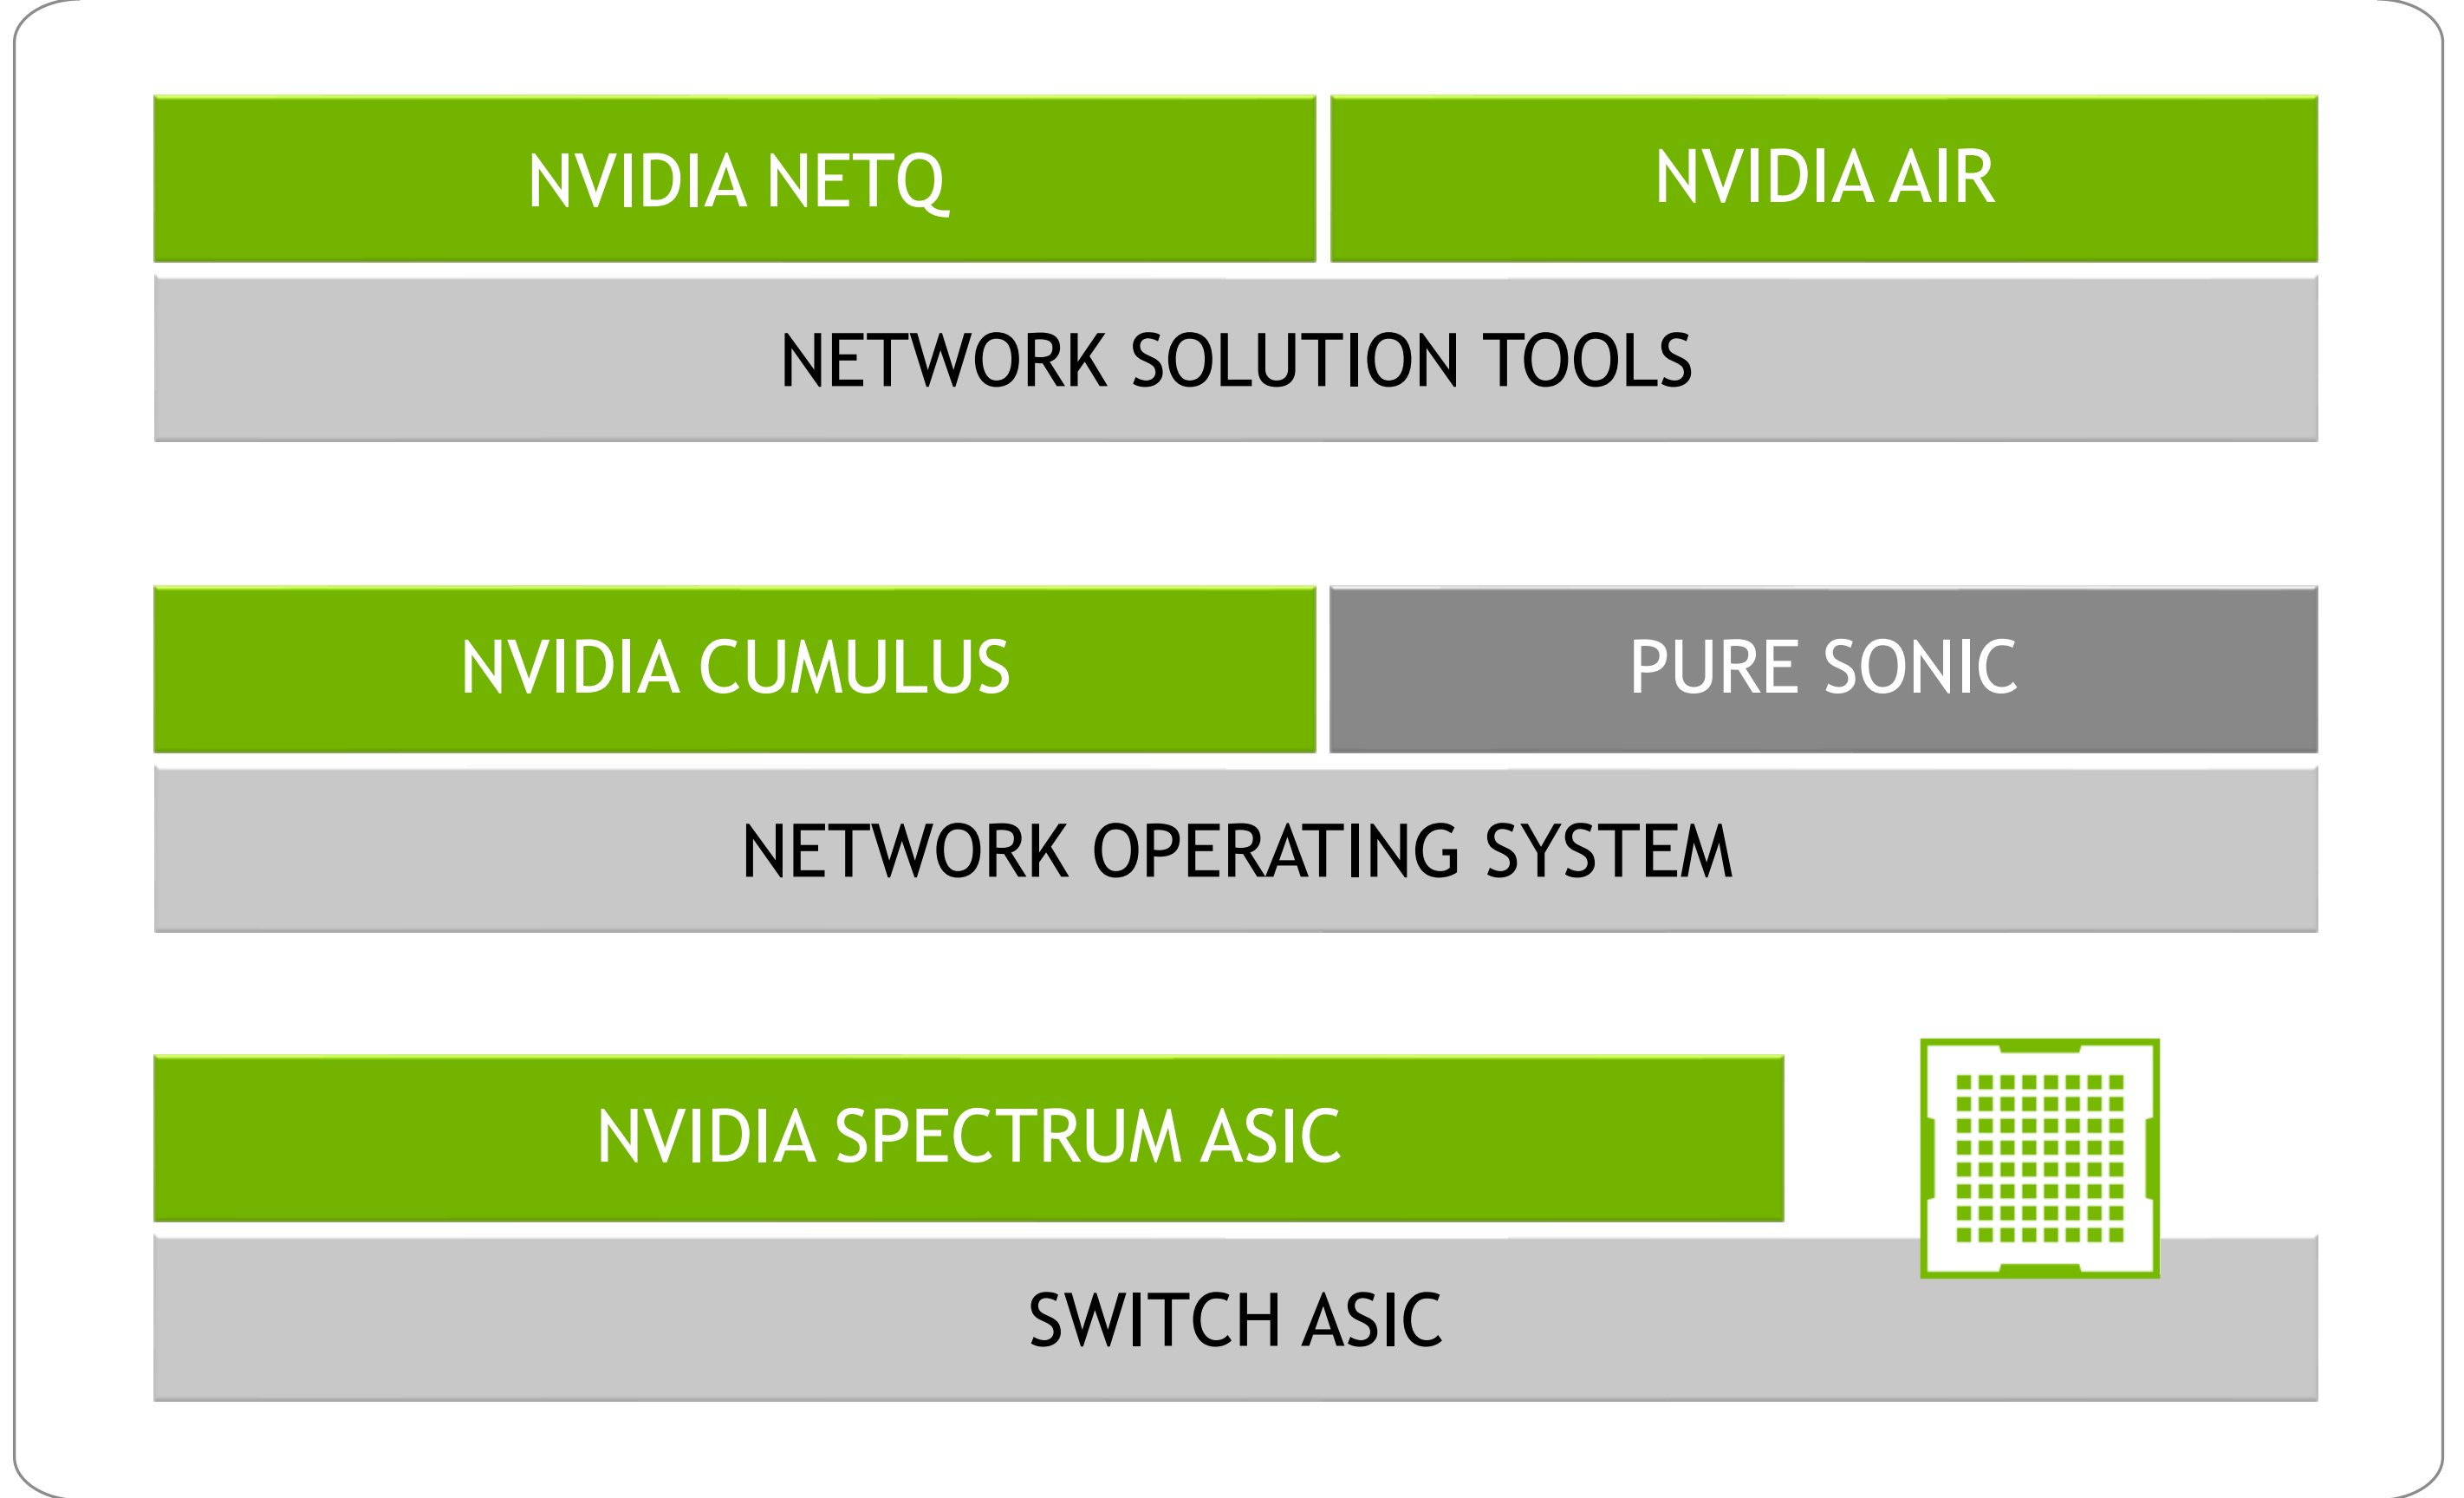 NVIDIA NETQ
NVIDIA AIR
NETWORK SOLUTION TOOLS
NVIDIA CUMULUS
PURE SONIC
NETWORK OPERATING SYSTEM
NVIDIA SPECTRUM ASIC
SWITCH ASIC